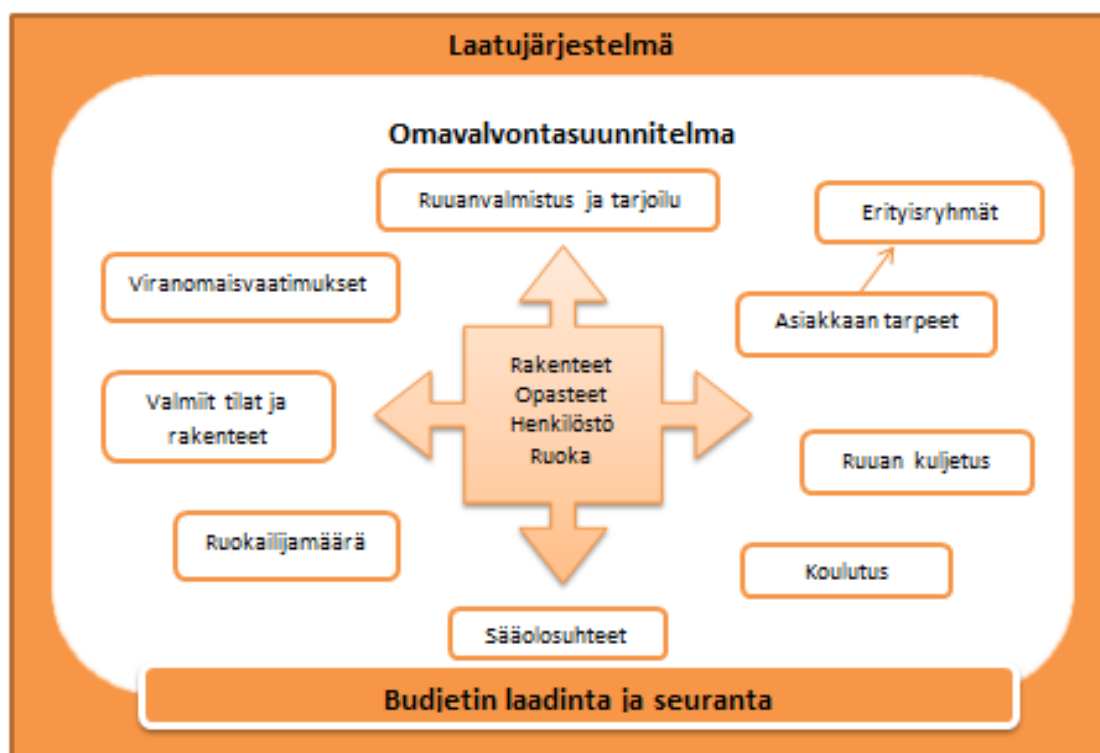 Laatujärjestelmä
Omavalvontasuunnitelma
Ruuanvalmistus ja tarjoilu
Erityisryhmät
Viranomaisvaatimukset
Asiakkaan tarpeet
Rakenteet
Opasteet
Henkilöstö
Ruoka
Valmiit tilat ja
rakenteet
Ruuan kuljetus
Ruokailijamäärä
Koulutus
Sääolosuhteet
Budjetin laadinta ja seuranta